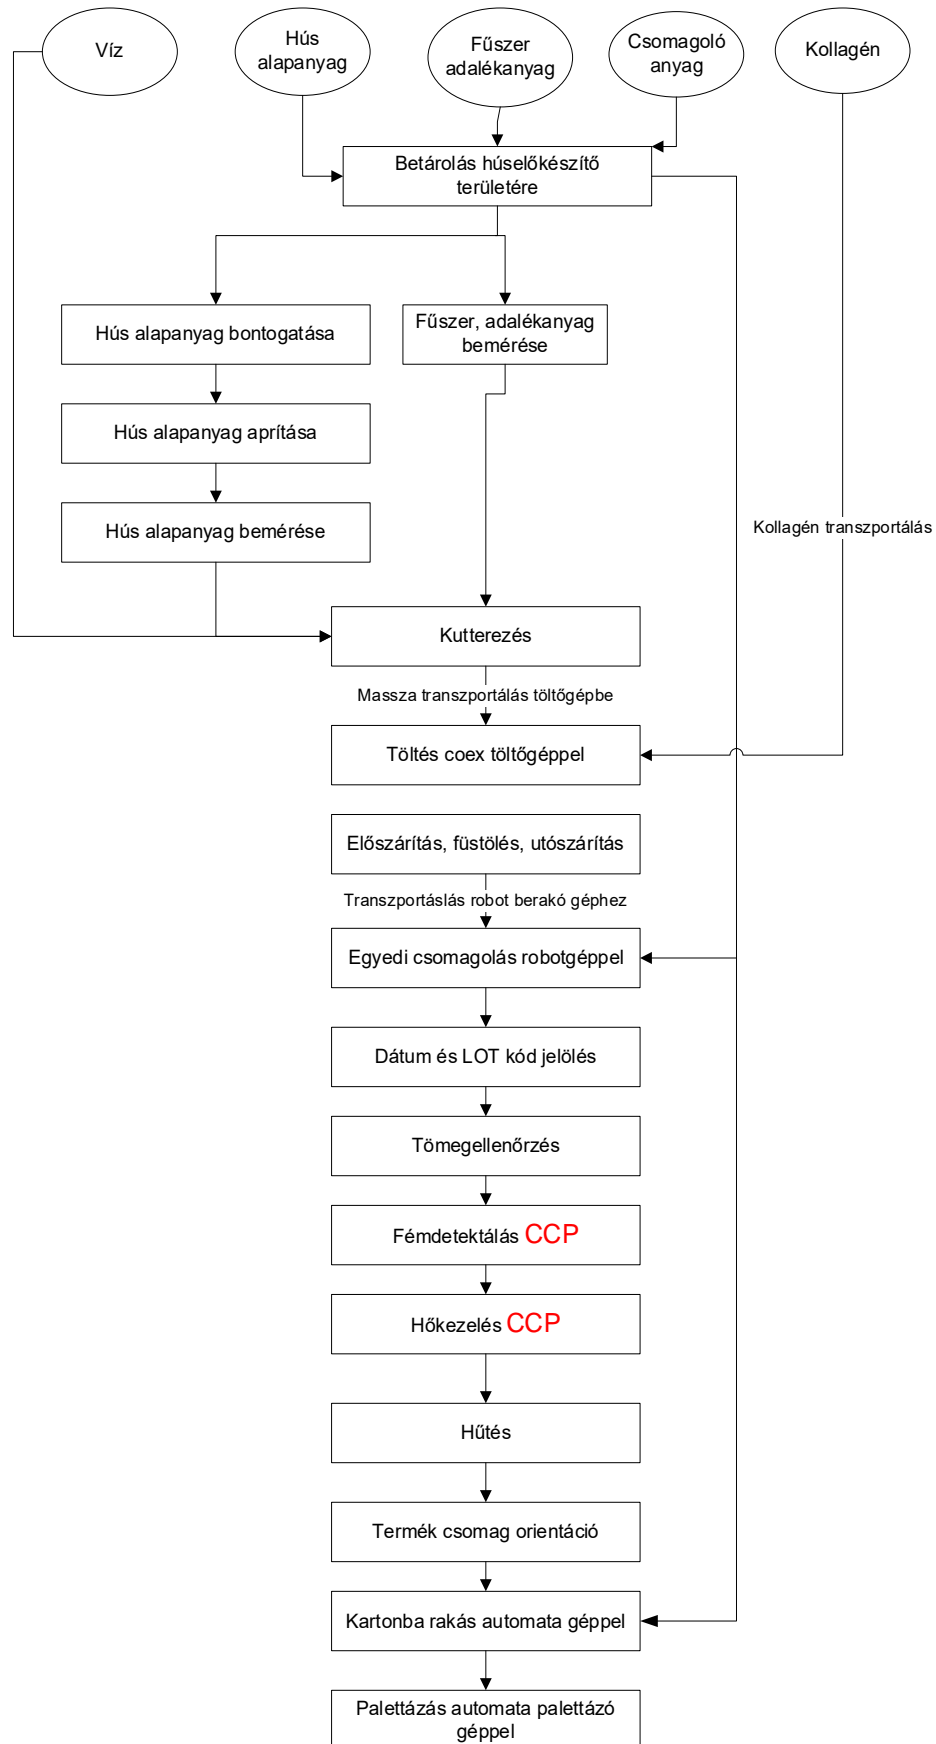 Víz
Hús
alapanyag
Fűszer
adalékanyag
Csomagoló
anyag
Kollagén
Betárolás húselőkészítő
területére
Hús alapanyag bontogatása
Fűszer, adalékanyag
bemérése
Hús alapanyag aprítása
Hús alapanyag bemérése
Kollagén transzportálás
Kutterezés
Massza transzportálás töltőgépbe
Töltés coex töltőgéppel
Előszárítás, füstölés, utószárítás
Transzportáslás robot berakó géphez
Egyedi csomagolás robotgéppel
Dátum és LOT kód jelölés
Tömegellenőrzés
Fémdetektálás CCP
Hőkezelés CCP
Hűtés
Termék csomag orientáció
Kartonba rakás automata géppel
Palettázás automata palettázó
géppel